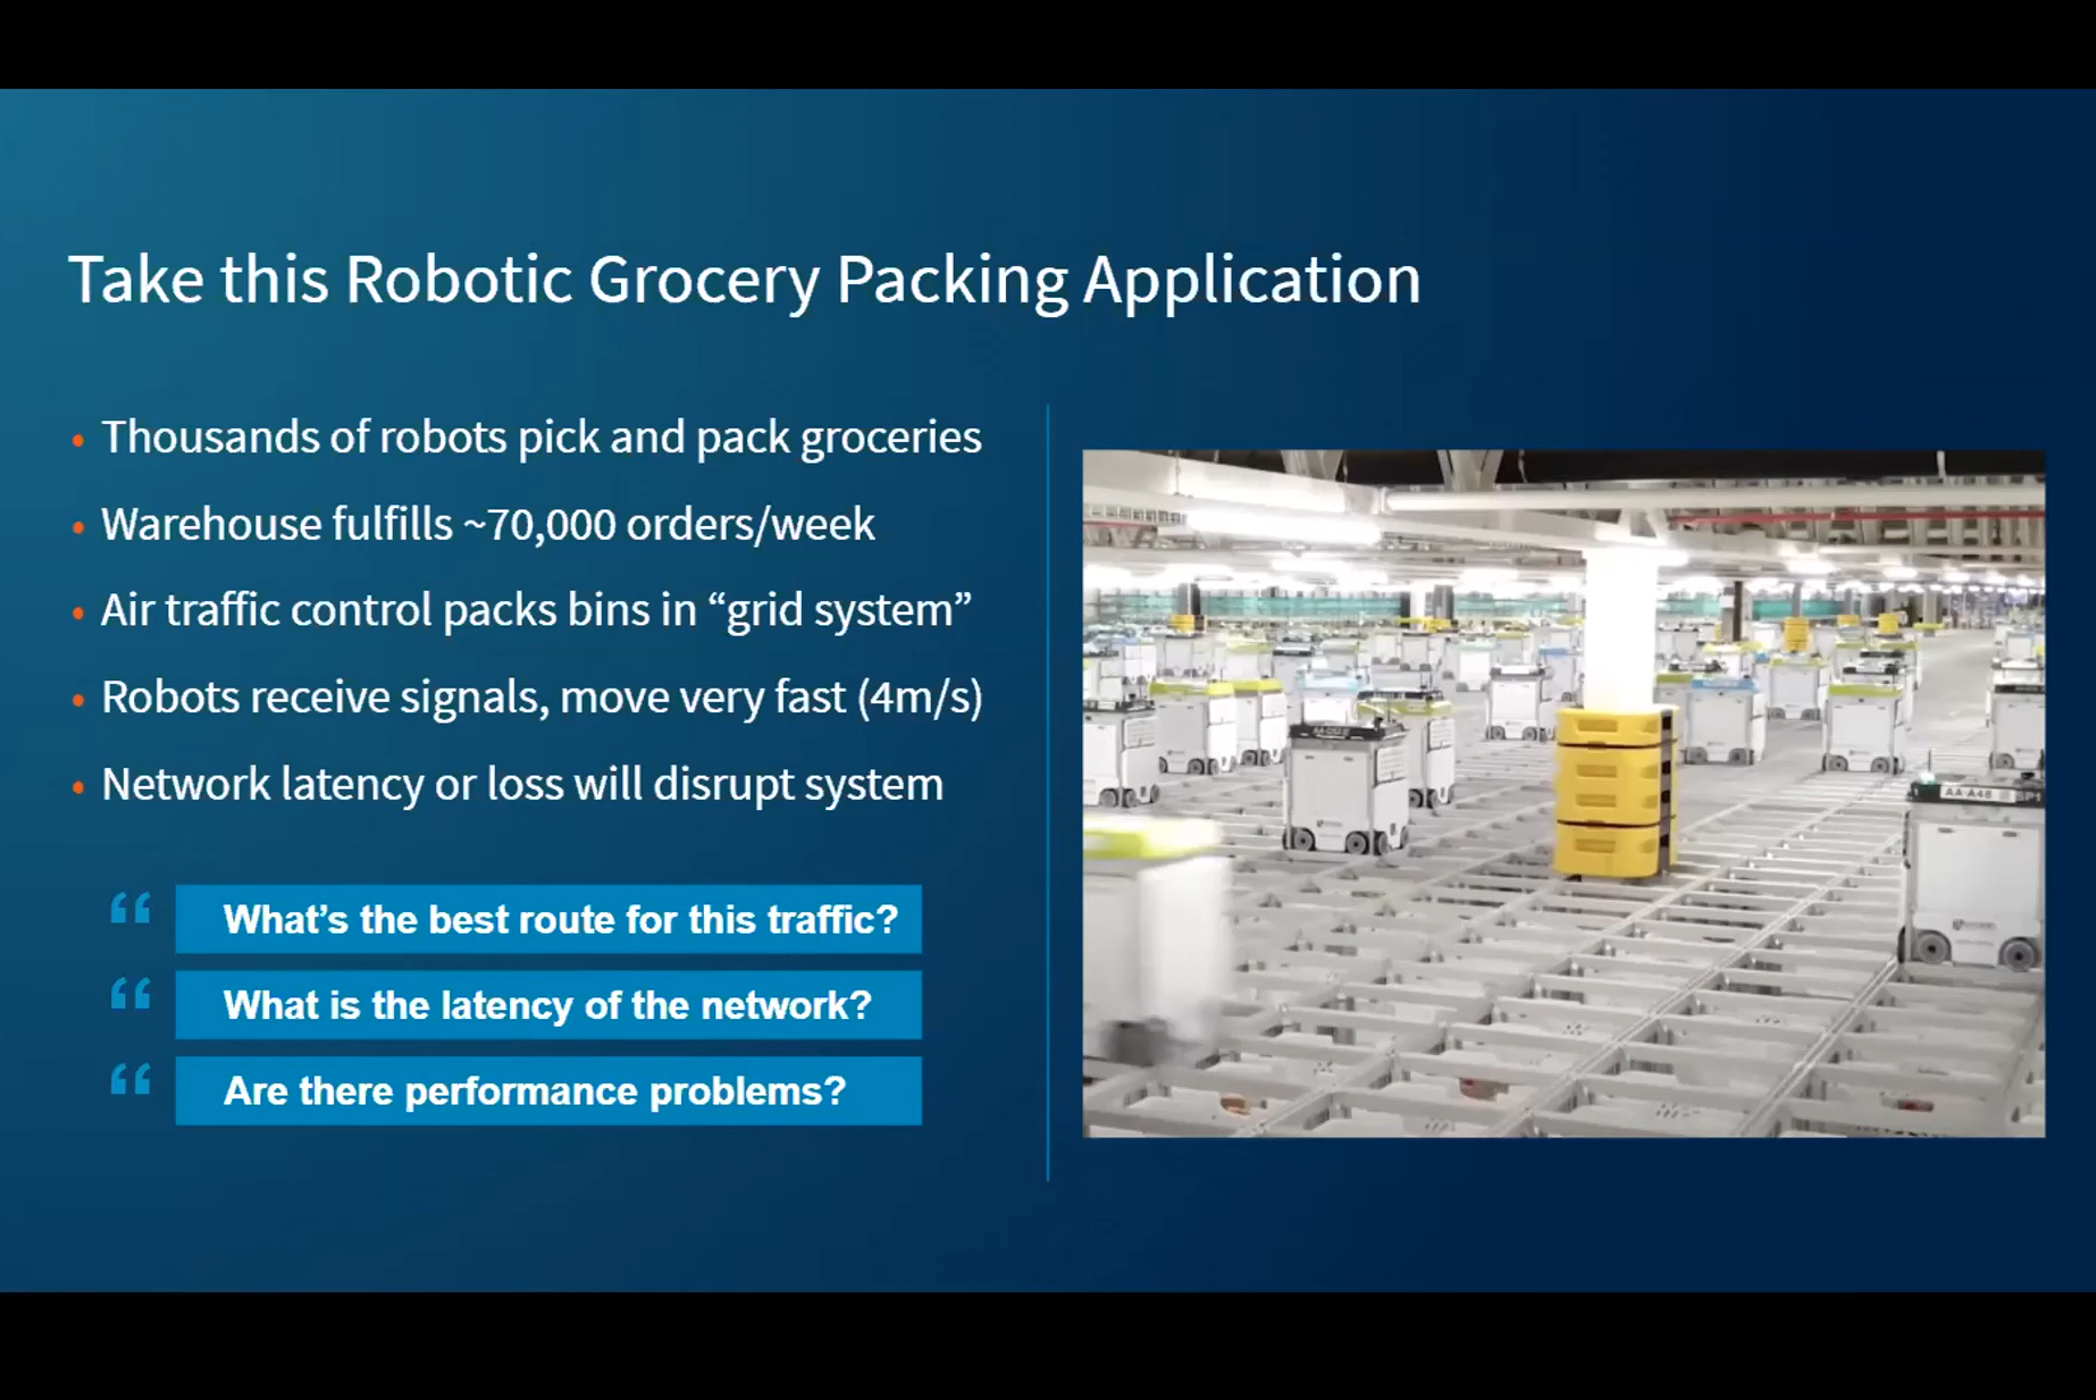 Take this Robotic Grocery Packing Application
• Thousands of robots pick and pack groceries
• Warehouse fulfills ~70,000 orders/week
• Air traffic control packs bins in “grid system”
• Robots receive signals, move very fast (4m/s)
• Network latency or loss will disrupt system
“ What’s the best route for this traffic?
“ What is the latency of the network?
“ Are there performance problems?
AA-A48